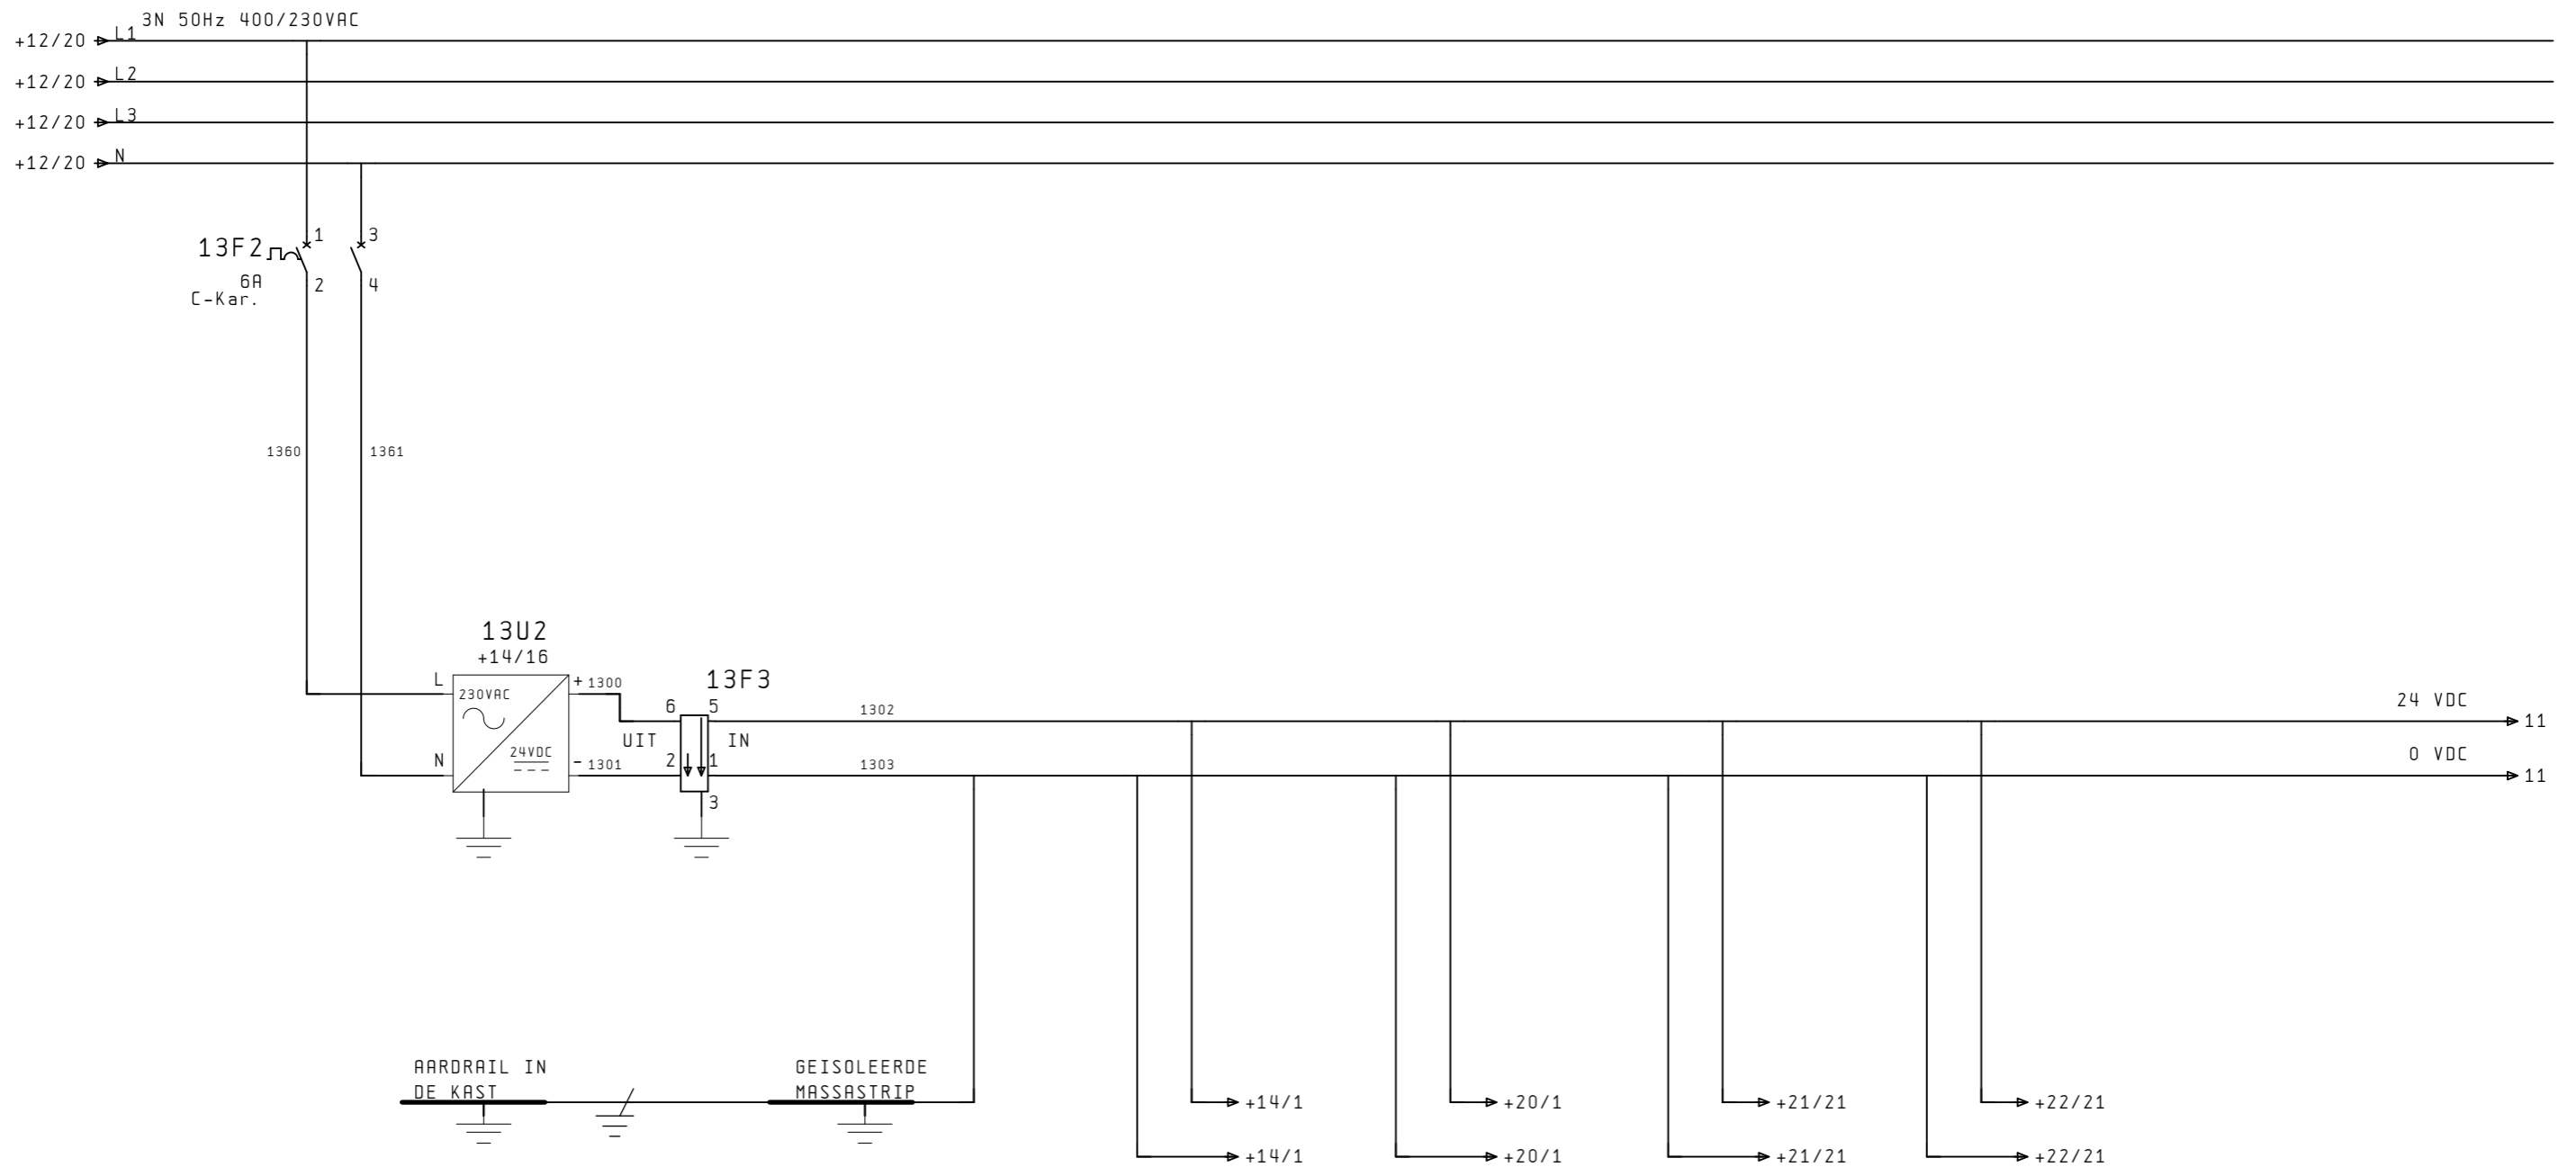 3N 50Hz 400/230VAC
+12/20 L1
+12/20 L2
+12/20 L3
+12/20 N
13F2 1 3
6A 2 4
C-Kar.
1360 1361
13U2
+14/16
L 230VAC + 1300
N 24VDC - 1301
13F3
6 5 1302
UIT IN
2 1 1303
3
24 VDC
11
0 VDC
11
AARDRAIL IN
DE KAST
GEISOLEERDE
MASSASTRIP
+14/1 +20/1 +21/21 +22/21
+14/1 +20/1 +21/21 +22/21